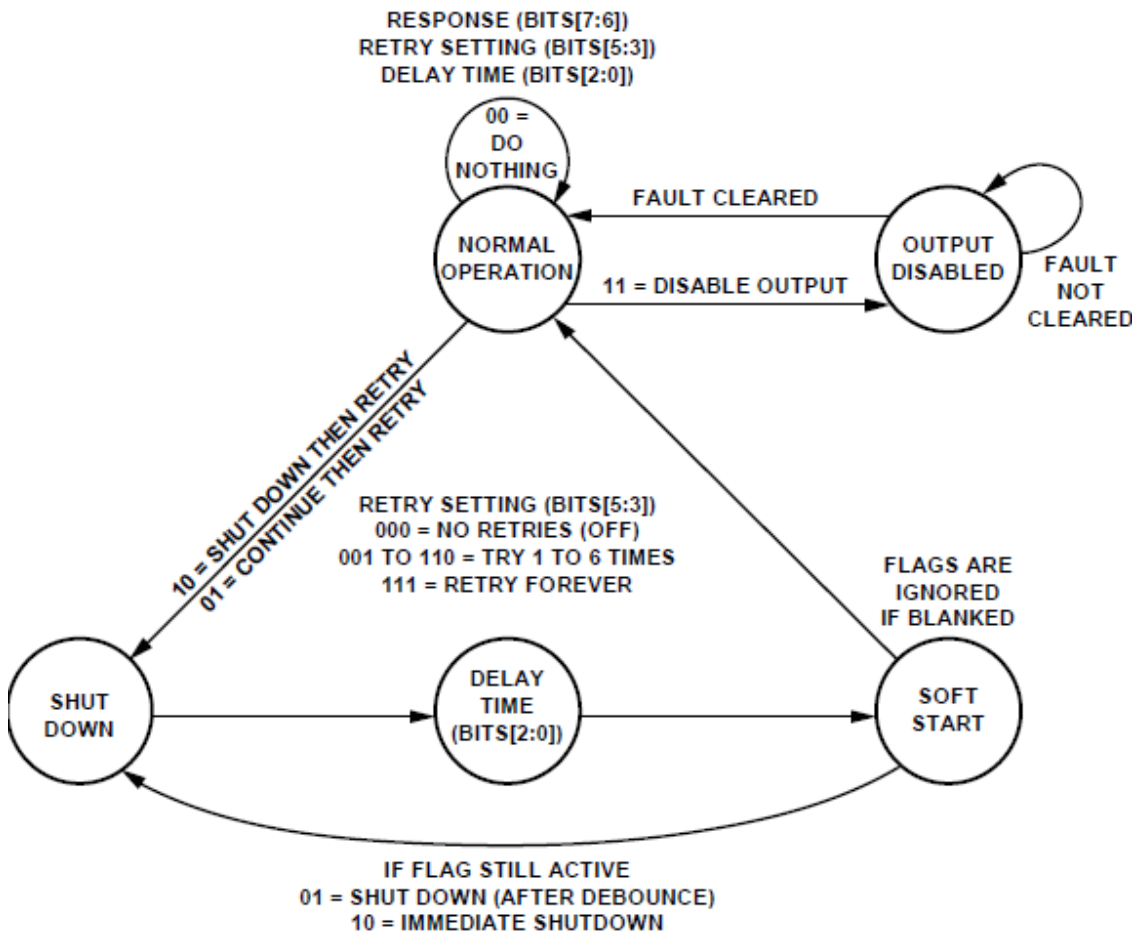 RESPONSE (BITS[7:6])
RETRY SETTING (BITS[5:3])
DELAY TIME (BITS[2:0])
00 =
DO
NOTHING
NORMAL
OPERATION
FAULT CLEARED
11 = DISABLE OUTPUT
OUTPUT
DISABLED
FAULT
NOT
CLEARED
10 = SHUT DOWN THEN RETRY
01 = CONTINUE THEN RETRY
RETRY SETTING (BITS[5:3])
000 = NO RETRIES (OFF)
001 TO 110 = TRY 1 TO 6 TIMES
111 = RETRY FOREVER
FLAGS ARE
IGNORED
IF BLANKED
SHUT
DOWN
DELAY
TIME
(BITS[2:0])
SOFT
START
IF FLAG STILL ACTIVE
01 = SHUT DOWN (AFTER DEBOUNCE)
10 = IMMEDIATE SHUTDOWN